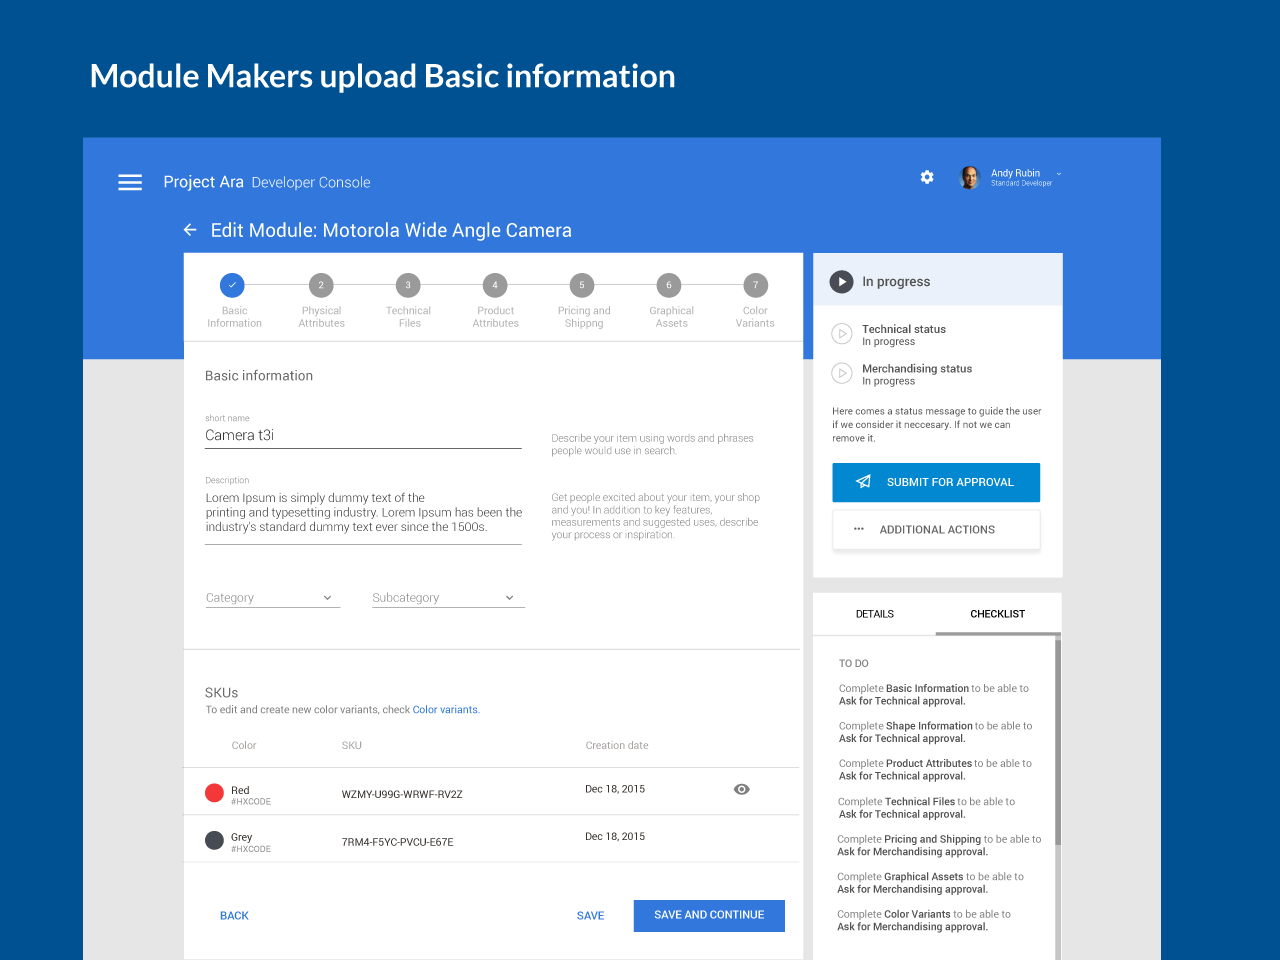 Module Makers upload Basic information
Project Ara Developer Console
Andy Rubin
Standard Developer
Edit Module: Motorola Wide Angle Camera
2
3
4
5
6
7
Basic
Information
Physical
Attributes
Technical
Files
Product
Attributes
Pricing and
Shippng
Graphical
Assets
Color
Variants
Basic information
short name
Camera t3i
Describe your item using words and phrases
people would use in search.
Description
Lorem Ipsum is simply dummy text of the
printing and typesetting industry. Lorem Ipsum has been the
industry's standard dummy text ever since the 1500s.
Get people excited about your item, your shop
and you! In addition to key features,
measurements and suggested uses, describe
your process or inspiration.
Category
Subcategory
SKUs
To edit and create new color variants, check Color variants.
Color SKU Creation date
Red
#HXCODE
WZMY-U99G-WRWF-RV2Z
Dec 18, 2015
Grey
#HXCODE
7RM4-F5YC-PVCU-E67E
Dec 18, 2015
BACK
SAVE
SAVE AND CONTINUE
In progress
Technical status
In progress
Merchandising status
In progress
Here comes a status message to guide the user
if we consider it neccesary. If not we can
remove it.
SUBMIT FOR APPROVAL
ADDITIONAL ACTIONS
DETAILS
CHECKLIST
TO DO
Complete Basic Information to be able to
Ask for Technical approval.
Complete Shape Information to be able to
Ask for Technical approval.
Complete Product Attributes to be able to
Ask for Technical approval.
Complete Technical Files to be able to
Ask for Technical approval.
Complete Pricing and Shipping to be able to
Ask for Merchandising approval.
Complete Graphical Assets to be able to
Ask for Merchandising approval.
Complete Color Variants to be able to
Ask for Merchandising approval.